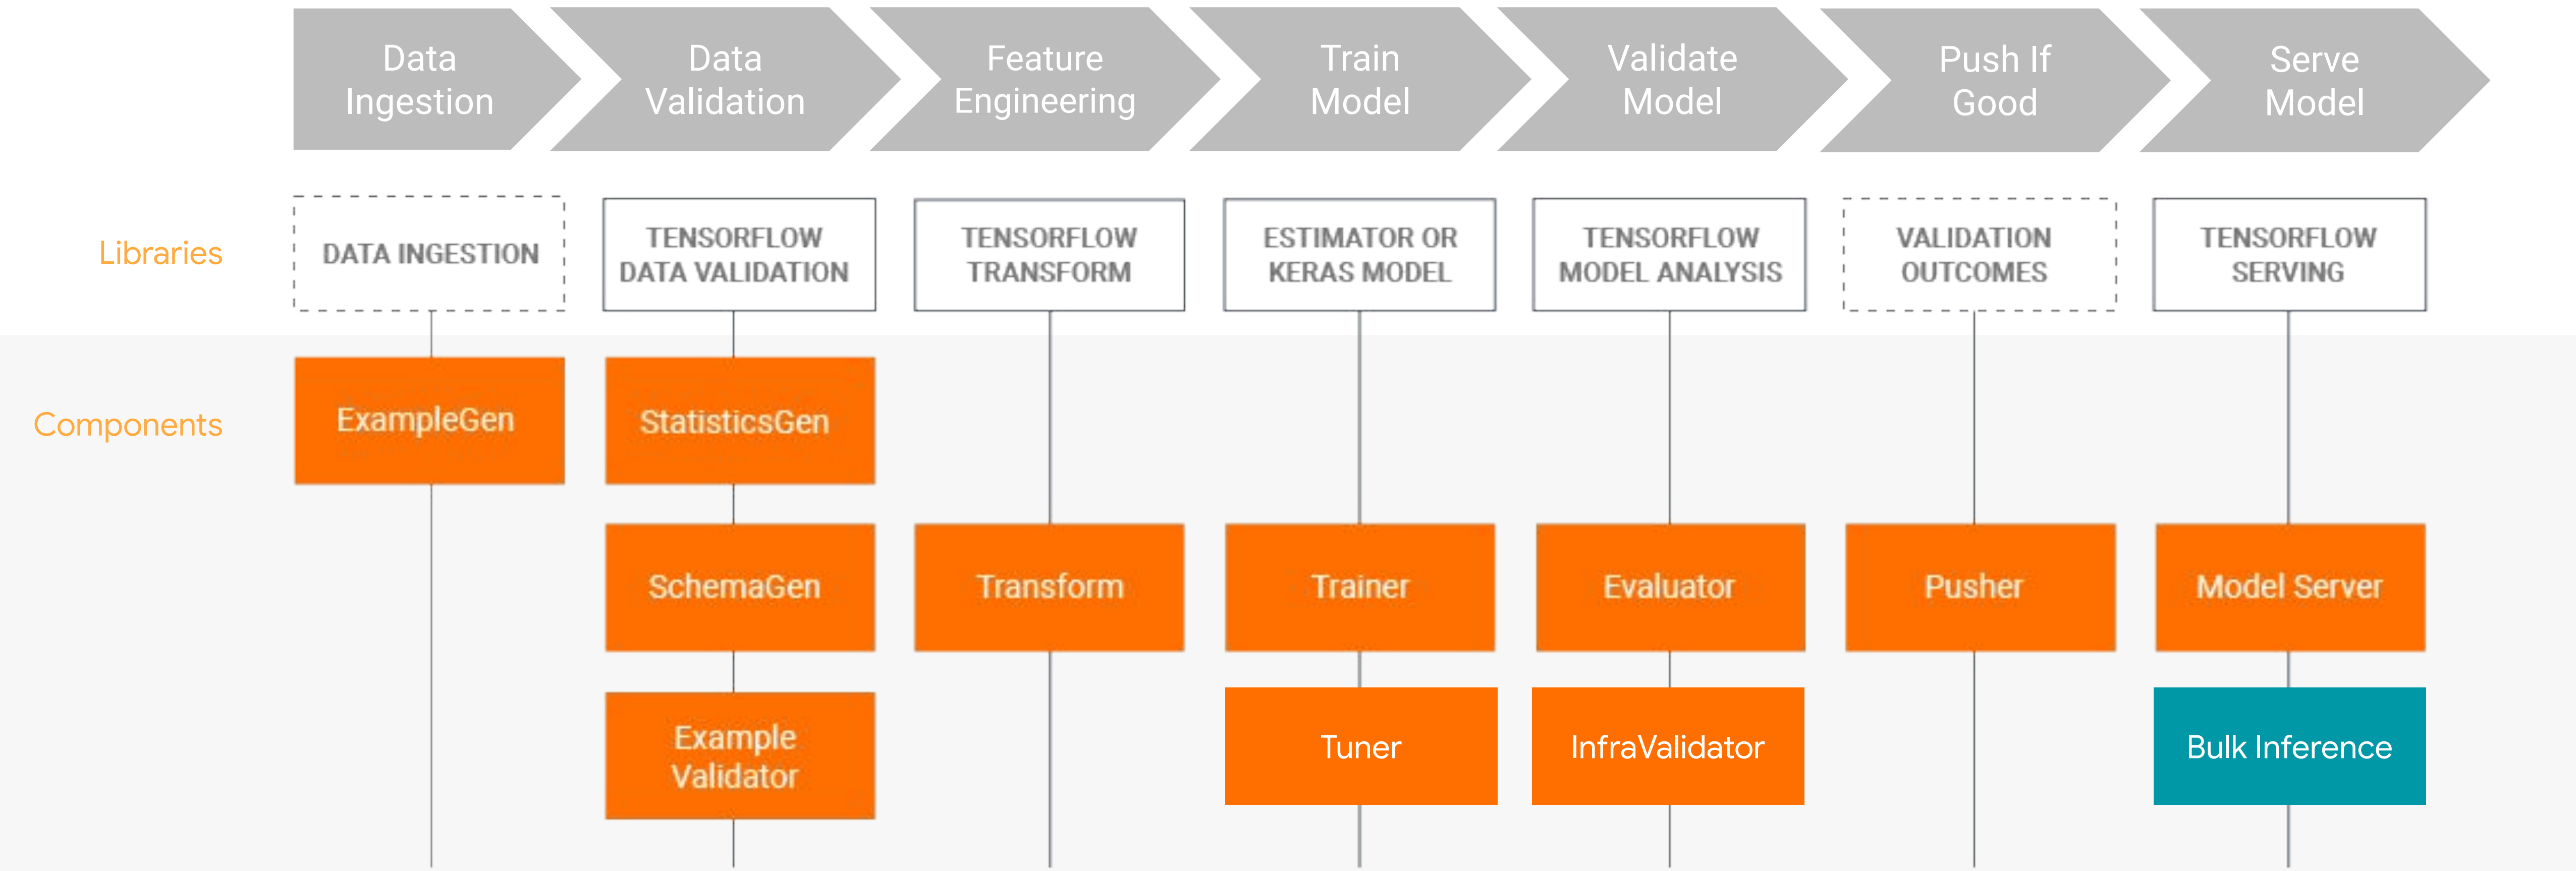 Data
Ingestion
Data
Validation
Feature
Engineering
Train
Model
Validate
Model
Push If
Good
Serve
Model
Libraries
DATA INGESTION
TENSORFLOW
DATA VALIDATION
TENSORFLOW
TRANSFORM
ESTIMATOR OR
KERAS MODEL
TENSORFLOW
MODEL ANALYSIS
VALIDATION
OUTCOMES
TENSORFLOW
SERVING
Components
ExampleGen
StatisticsGen
SchemaGen
Transform
Trainer
Evaluator
Pusher
Model Server
Example
Validator
Tuner
InfraValidator
Bulk Inference